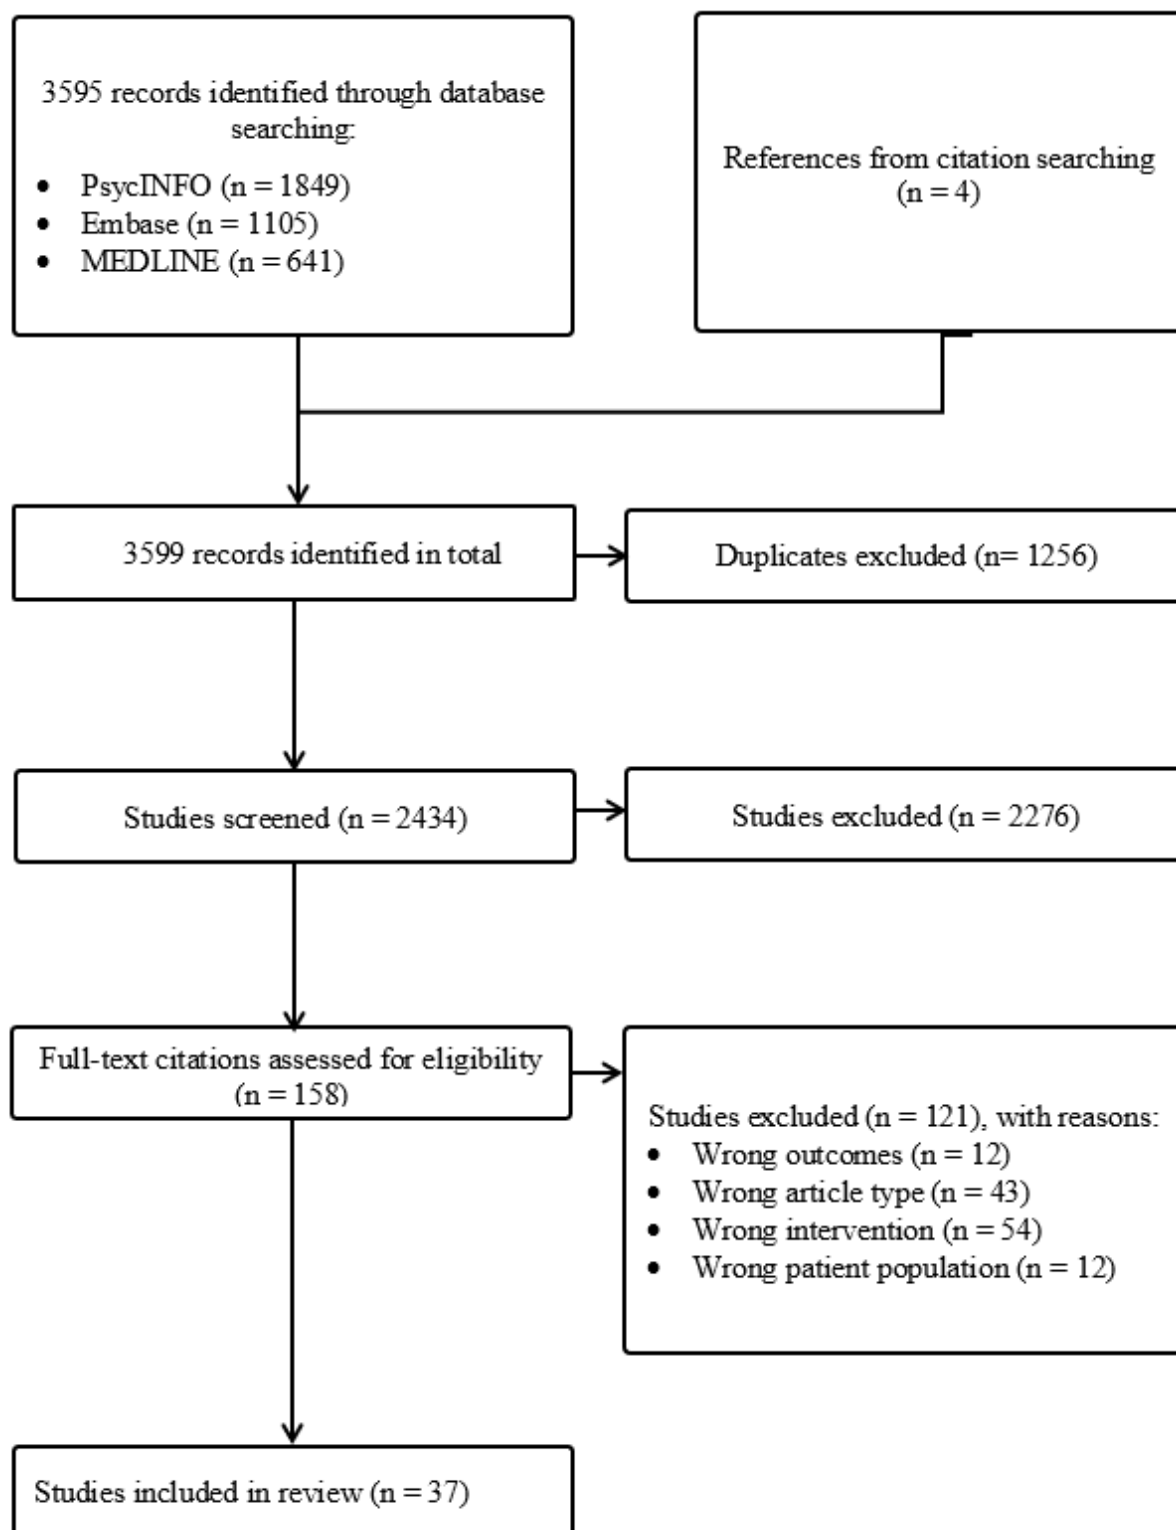 3595 records identified through database
searching:
• PsycINFO (n = 1849)
• Embase (n = 1105)
• MEDLINE (n = 641)
References from citation searching
(n = 4)
3599 records identified in total
Duplicates excluded (n= 1256)
Studies screened (n = 2434)
Studies excluded (n = 2276)
Full-text citations assessed for eligibility
(n = 158)
Studies excluded (n = 121), with reasons:
• Wrong outcomes (n = 12)
• Wrong article type (n = 43)
• Wrong intervention (n = 54)
• Wrong patient population (n = 12)
Studies included in review (n = 37)